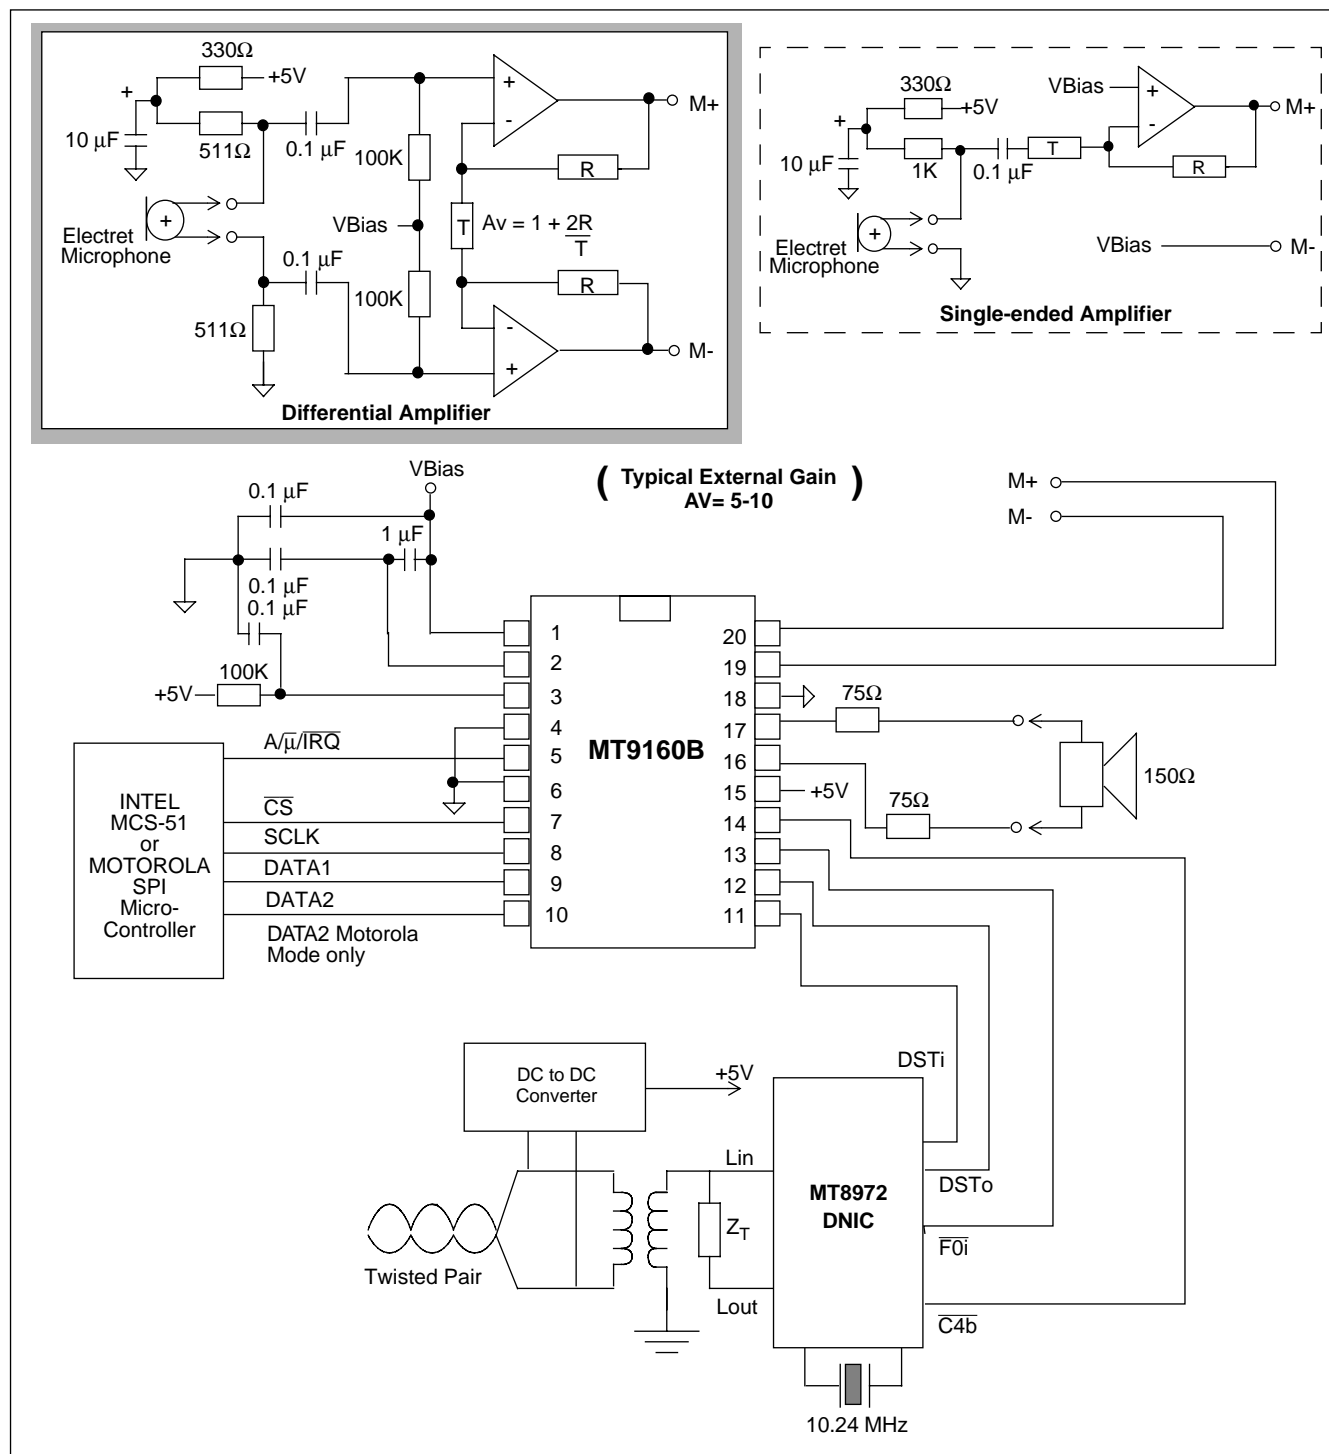 330Ω
+5V
+
10 µF
511Ω
0.1 µF
100K
+
-
M+
R
Electret
Microphone
+
VBias
T
Av = 1 + 2R
T
0.1 µF
100K
R
511Ω
-
+
M-
Differential Amplifier
330Ω
+5V
+
10 µF
1K
0.1 µF
T
VBias
+
-
M+
R
Electret
Microphone
+
VBias
M-
Single-ended Amplifier
( Typical External Gain )
AV= 5-10
VBias
0.1 µF
1 µF
0.1 µF
0.1 µF
100K
+5V
M+
M-
1
2
3
4
5
6
7
8
9
10
20
19
18
17
16
15
14
13
12
11
MT9160B
+5V
75Ω
75Ω
150Ω
A/µ̅/I̅R̅Q̅
C̅S̅
SCLK
DATA1
DATA2
DATA2 Motorola
Mode only
INTEL
MCS-51
or
MOTOROLA
SPI
Micro-
Controller
DC to DC
Converter
+5V
Twisted Pair
Lin
ZT
Lout
MT8972
DNIC
DSTi
DSTo
F̅0̅i̅
C̅4̅b̅
10.24 MHz